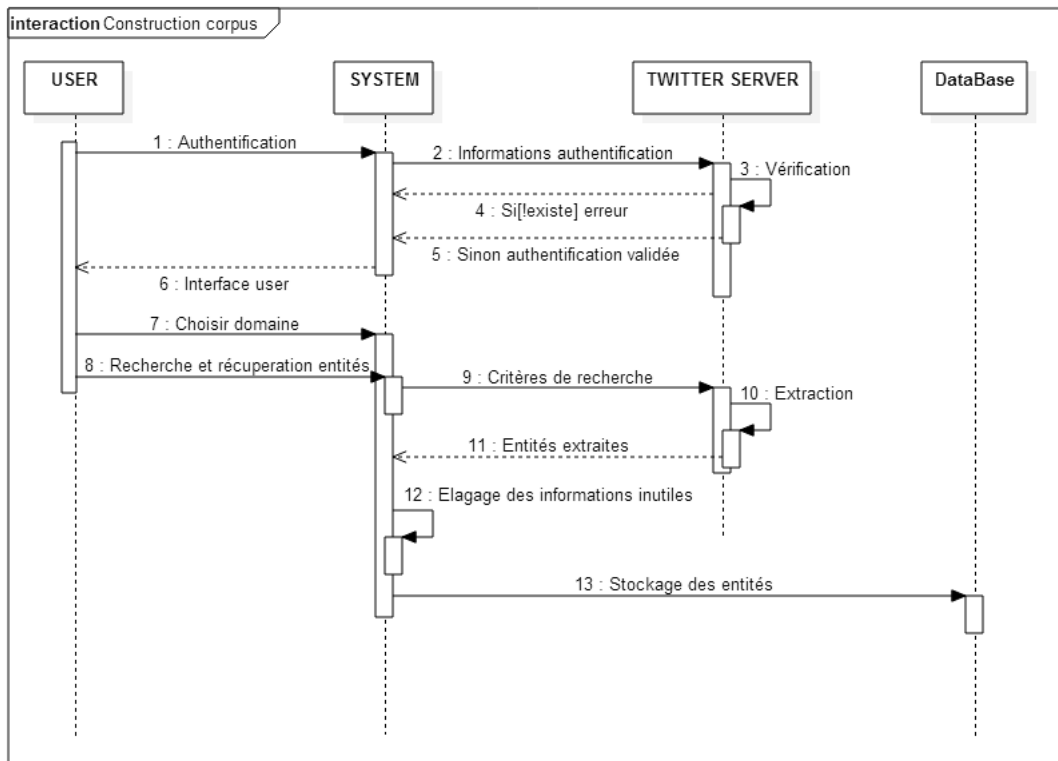 interaction Construction corpus
USER
SYSTEM
TWITTER SERVER
DataBase
1 : Authentification
2 : Informations authentification
3 : Vérification
4 : Si[!existe] erreur
5 : Sinon authentification validée
6 : Interface user
7 : Choisir domaine
8 : Recherche et récuperation entités
9 : Critères de recherche
10 : Extraction
11 : Entités extraites
12 : Elagage des informations inutiles
13 : Stockage des entités